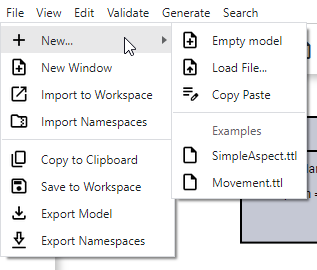 File View Edit Validate Generate Search
New...
New Window
Import to Workspace
Import Namespaces
Copy to Clipboard
Save to Workspace
Export Model
Export Namespaces
Empty model
Load File...
Copy Paste
Examples
SimpleAspect.ttl
Movement.ttl